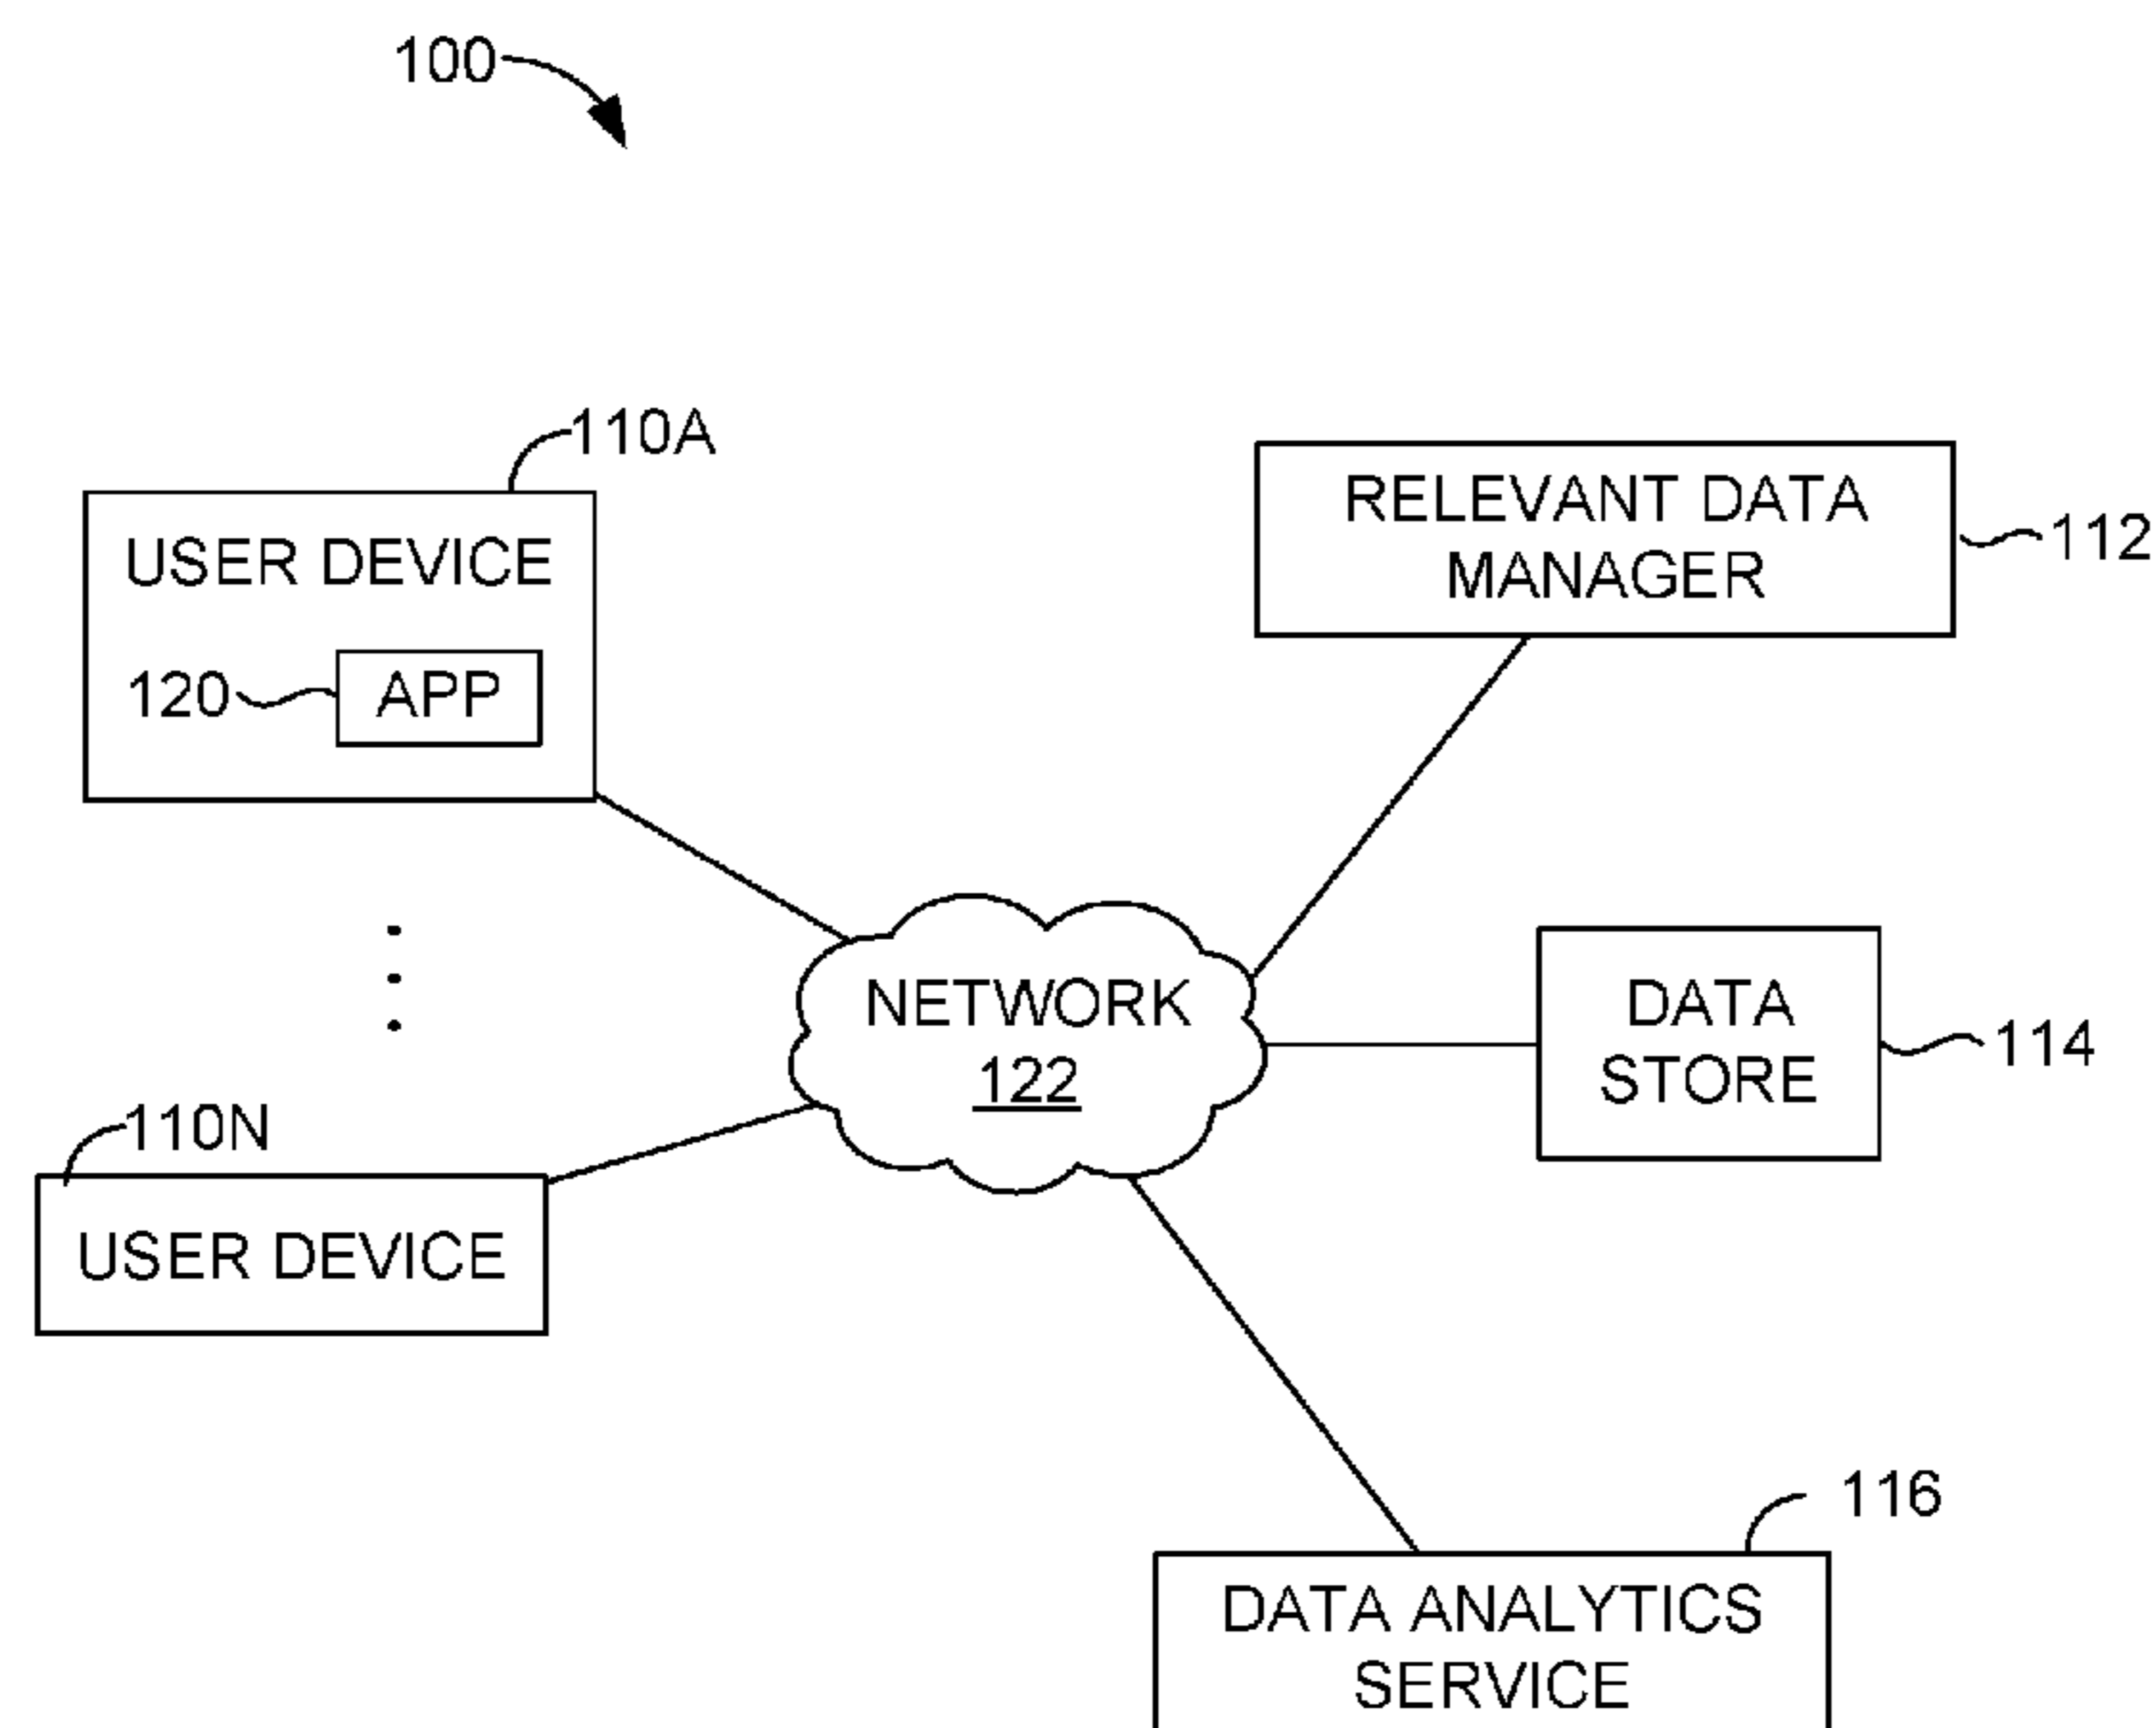 100
110A
USER DEVICE
120
APP
RELEVANT DATA
MANAGER
112
NETWORK
122
DATA
STORE
114
110N
USER DEVICE
116
DATA ANALYTICS
SERVICE